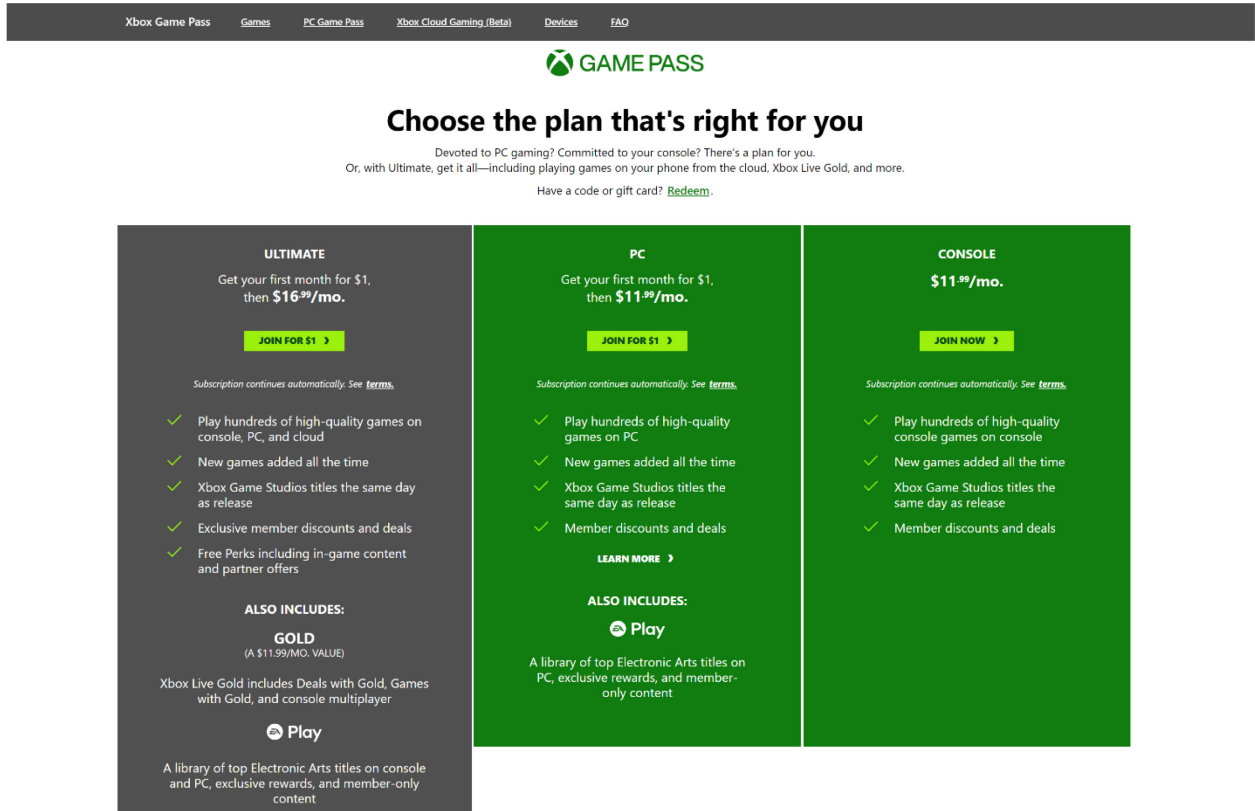 Xbox Game Pass Games PC Game Pass Xbox Cloud Gaming (Beta) Devices FAQ
GAME PASS
Choose the plan that's right for you
Devoted to PC gaming? Committed to your console? There's a plan for you.
Or, with Ultimate, get it all—including playing games on your phone from the cloud, Xbox Live Gold, and more.
Have a code or gift card? Redeem.
ULTIMATE
Get your first month for $1,
then $16.99/mo.
JOIN FOR $1 ❯
Subscription continues automatically. See terms.
Play hundreds of high-quality games on
console, PC, and cloud
New games added all the time
Xbox Game Studios titles the same day
as release
Exclusive member discounts and deals
Free Perks including in-game content
and partner offers
ALSO INCLUDES:
GOLD
(A $11.99/MO. VALUE)
Xbox Live Gold includes Deals with Gold, Games
with Gold, and console multiplayer
EA Play
A library of top Electronic Arts titles on console
and PC, exclusive rewards, and member-only
content
PC
Get your first month for $1,
then $11.99/mo.
JOIN FOR $1 ❯
Subscription continues automatically. See terms.
Play hundreds of high-quality
games on PC
New games added all the time
Xbox Game Studios titles the
same day as release
Member discounts and deals
LEARN MORE ❯
ALSO INCLUDES:
EA Play
A library of top Electronic Arts titles on
PC, exclusive rewards, and member-
only content
CONSOLE
$11.99/mo.
JOIN NOW ❯
Subscription continues automatically. See terms.
Play hundreds of high-quality
console games on console
New games added all the time
Xbox Game Studios titles the
same day as release
Member discounts and deals